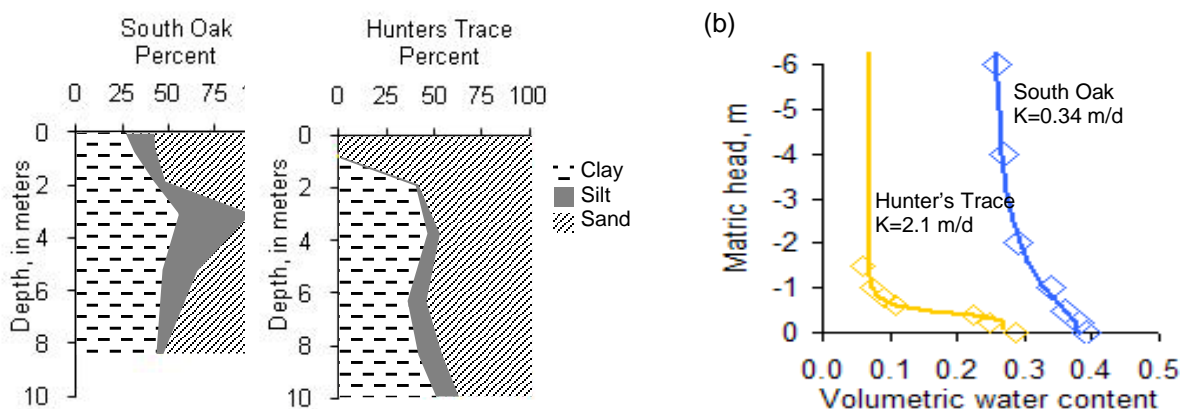 South Oak
Percent
0 25 50 75
0
2
4
6
8
10
Depth, in meters
Hunters Trace
Percent
0 25 50 75 100
0
2
4
6
8
10
Depth, in meters
Clay
Silt
Sand
(b)
-6
-5
-4
-3
-2
-1
0
Matric head, m
South Oak
K=0.34 m/d
Hunter's Trace
K=2.1 m/d
0.0 0.1 0.2 0.3 0.4 0.5
Volumetric water content